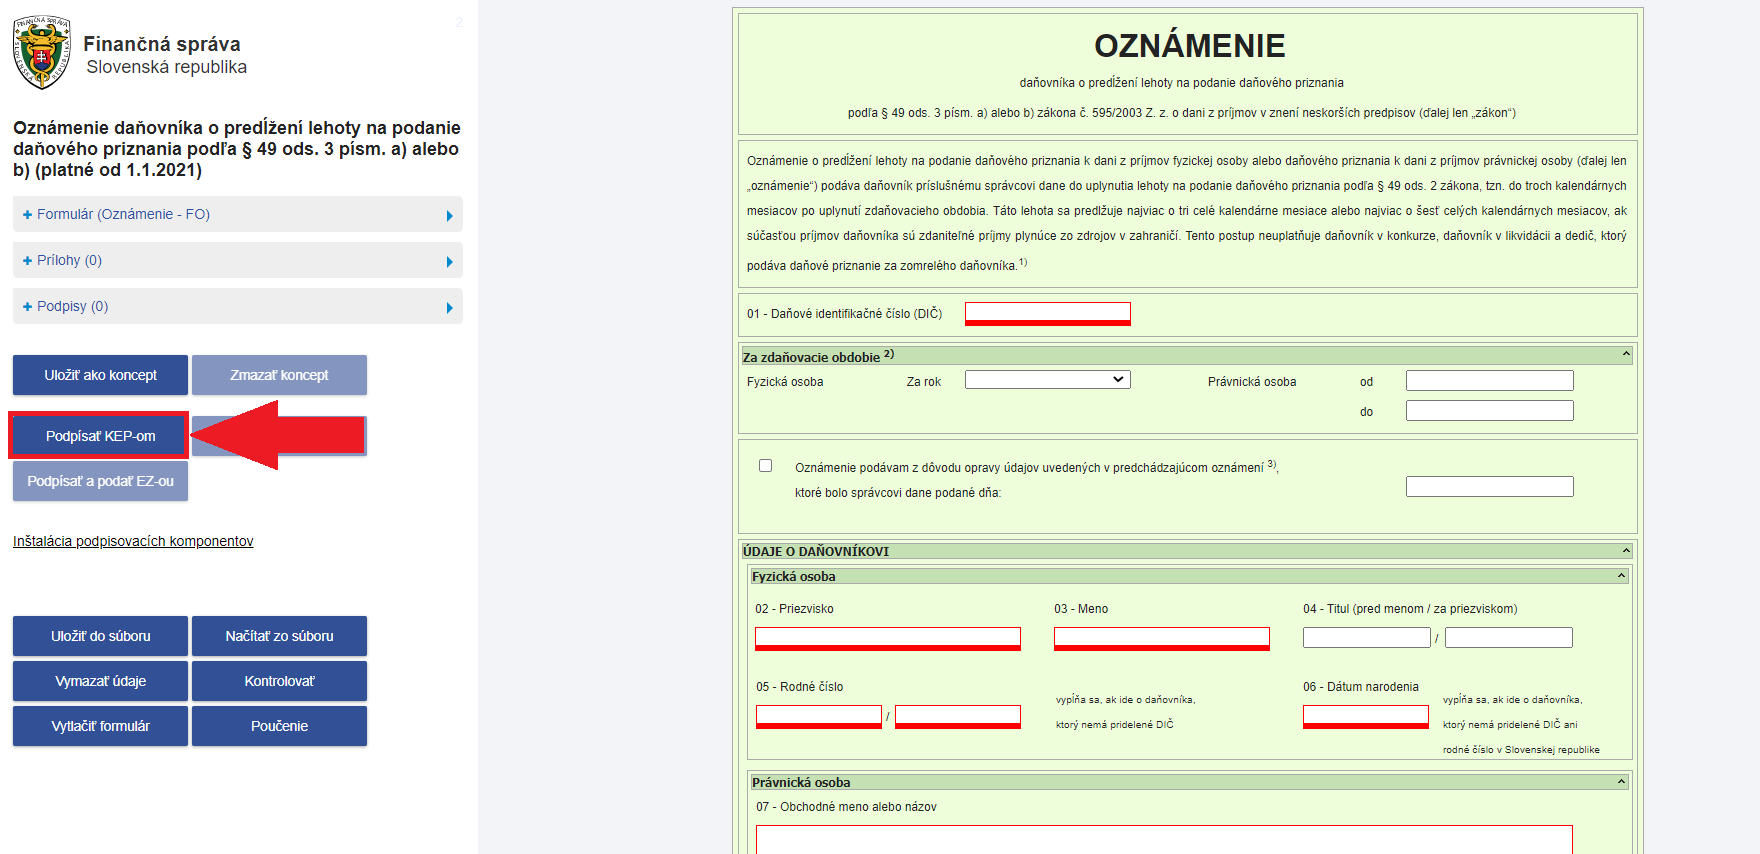 FINANČNÁ SPRÁVA
SLOVENSKÁ REPUBLIKA
2
Finančná správa
Slovenská republika
Oznámenie daňovníka o predĺžení lehoty na podanie
daňového priznania podľa § 49 ods. 3 písm. a) alebo
b) (platné od 1.1.2021)
+ Formulár (Oznámenie - FO)
+ Prílohy (0)
+ Podpisy (0)
Uložiť ako koncept
Zmazať koncept
Podpísať KEP-om
Podpísať a podať EZ-ou
Inštalácia podpisovacích komponentov
Uložiť do súboru
Načítať zo súboru
Vymazať údaje
Kontrolovať
Vytlačiť formulár
Poučenie
OZNÁMENIE
daňovníka o predĺžení lehoty na podanie daňového priznania
podľa § 49 ods. 3 písm. a) alebo b) zákona č. 595/2003 Z. z. o dani z príjmov v znení neskorších predpisov (ďalej len „zákon“)
Oznámenie o predĺžení lehoty na podanie daňového priznania k dani z príjmov fyzickej osoby alebo daňového priznania k dani z príjmov právnickej osoby (ďalej len
„oznámenie“) podáva daňovník príslušnému správcovi dane do uplynutia lehoty na podanie daňového priznania podľa § 49 ods. 2 zákona, tzn. do troch kalendárnych
mesiacov po uplynutí zdaňovacieho obdobia. Táto lehota sa predlžuje najviac o tri celé kalendárne mesiace alebo najviac o šesť celých kalendárnych mesiacov, ak
súčasťou príjmov daňovníka sú zdaniteľné príjmy plynúce zo zdrojov v zahraničí. Tento postup neuplatňuje daňovník v konkurze, daňovník v likvidácii a dedič, ktorý
podáva daňové priznanie za zomrelého daňovníka.1)
01 - Daňové identifikačné číslo (DIČ)
Za zdaňovacie obdobie 2)
Fyzická osoba Za rok Právnická osoba od
do
Oznámenie podávam z dôvodu opravy údajov uvedených v predchádzajúcom oznámení 3),
ktoré bolo správcovi dane podané dňa:
ÚDAJE O DAŇOVNÍKOVI
Fyzická osoba
02 - Priezvisko 03 - Meno 04 - Titul (pred menom / za priezviskom)
/
05 - Rodné číslo 06 - Dátum narodenia
/
vypĺňa sa, ak ide o daňovníka,
ktorý nemá pridelené DIČ
vypĺňa sa, ak ide o daňovníka,
ktorý nemá pridelené DIČ ani
rodné číslo v Slovenskej republike
Právnická osoba
07 - Obchodné meno alebo názov